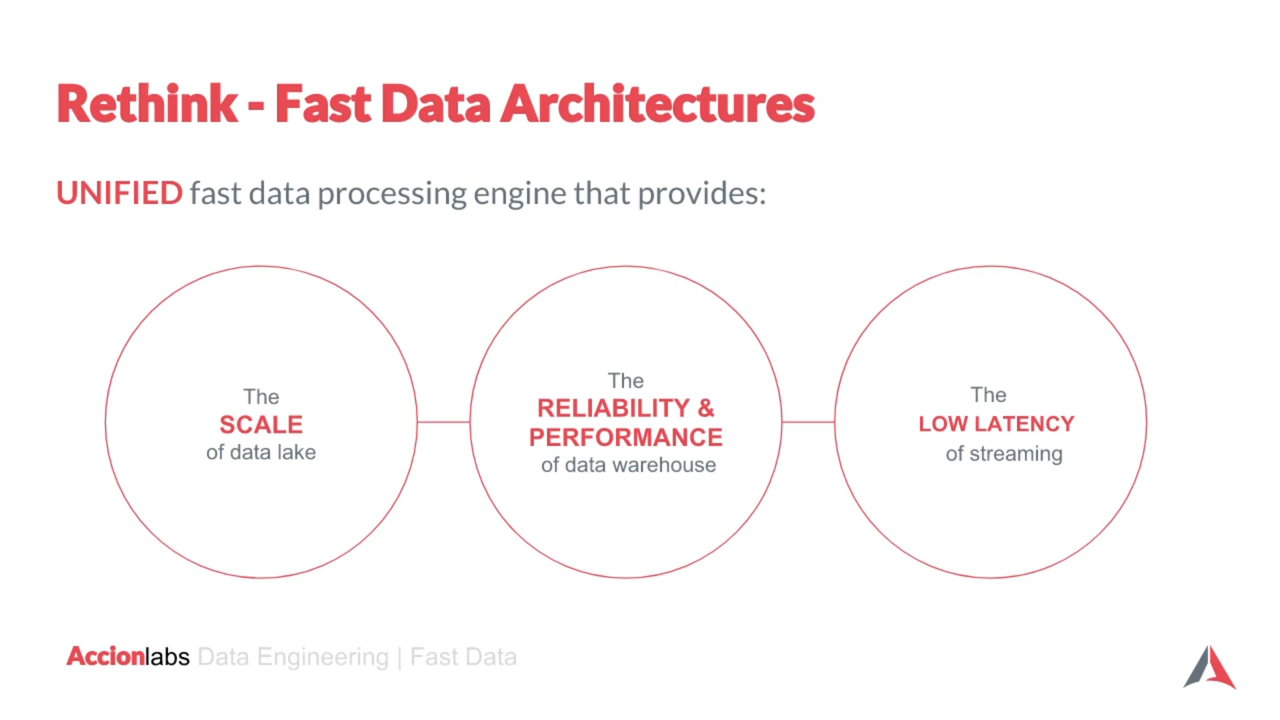 Rethink - Fast Data Architectures
UNIFIED fast data processing engine that provides:
The
SCALE
of data lake
The
RELIABILITY &
PERFORMANCE
of data warehouse
The
LOW LATENCY
of streaming
Accionlabs Data Engineering | Fast Data